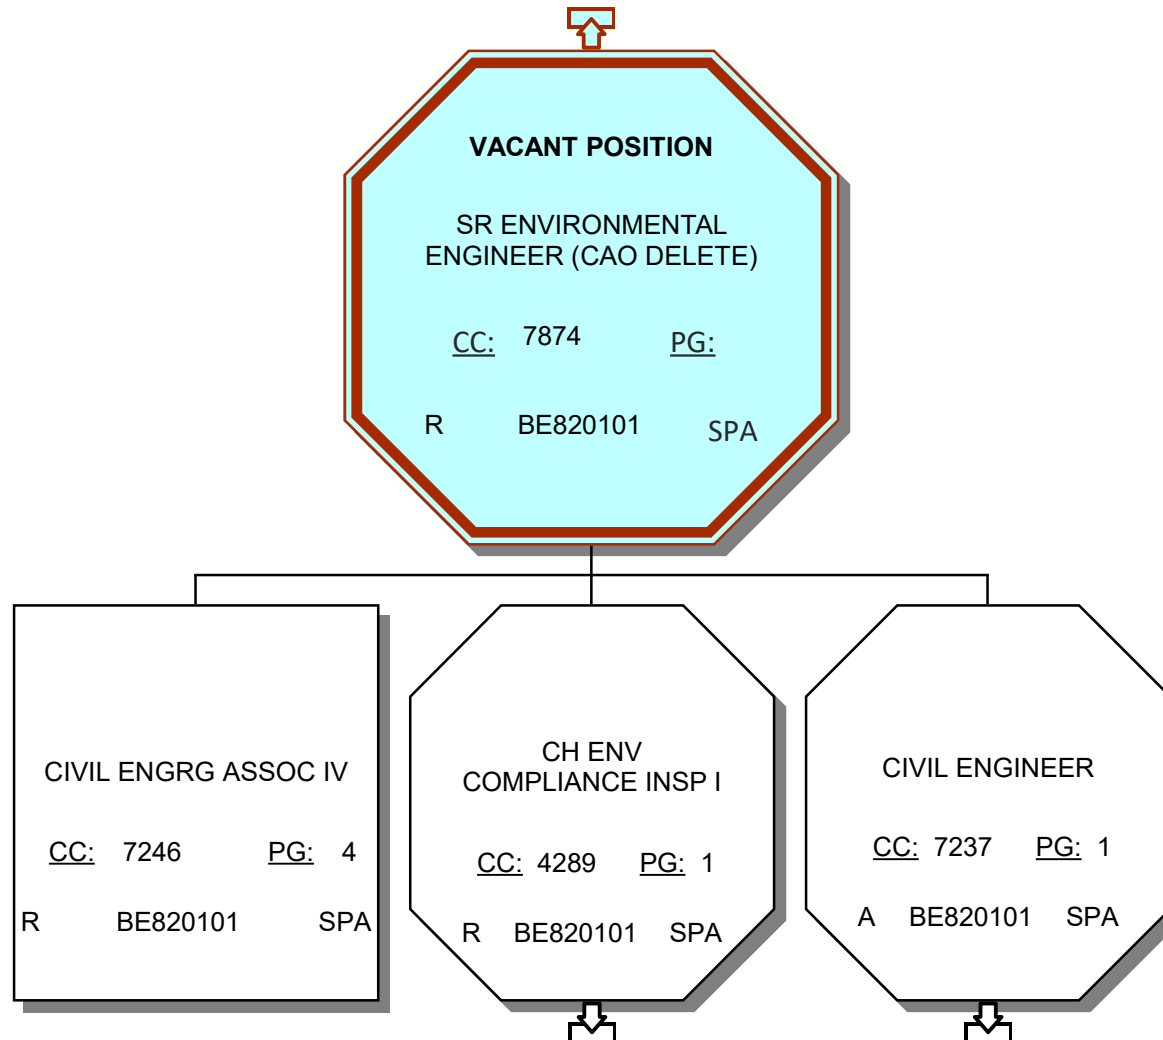 VACANT POSITION
SR ENVIRONMENTAL
ENGINEER (CAO DELETE)
CC: 7874 PG:
R BE820101 SPA
CIVIL ENGRG ASSOC IV
CC: 7246 PG: 4
R BE820101 SPA
CH ENV
COMPLIANCE INSP I
CC: 4289 PG: 1
R BE820101 SPA
CIVIL ENGINEER
CC: 7237 PG: 1
A BE820101 SPA